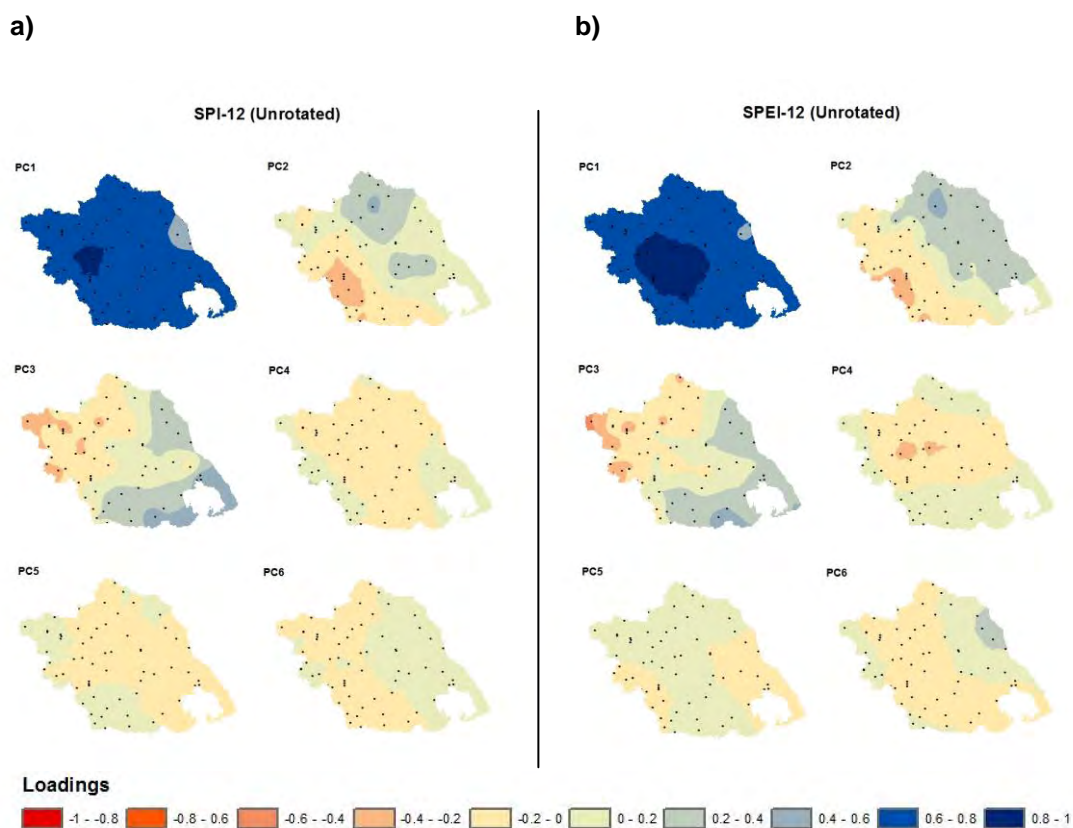 a)
b)
SPI-12 (Unrotated)
SPEI-12 (Unrotated)
PC1
PC2
PC1
PC2
PC3
PC4
PC3
PC4
PC5
PC6
PC5
PC6
Loadings
-1 - -0.8
-0.8 - 0.6
-0.6 - -0.4
-0.4 - -0.2
-0.2 - 0
0 - 0.2
0.2 - 0.4
0.4 - 0.6
0.6 - 0.8
0.8 - 1